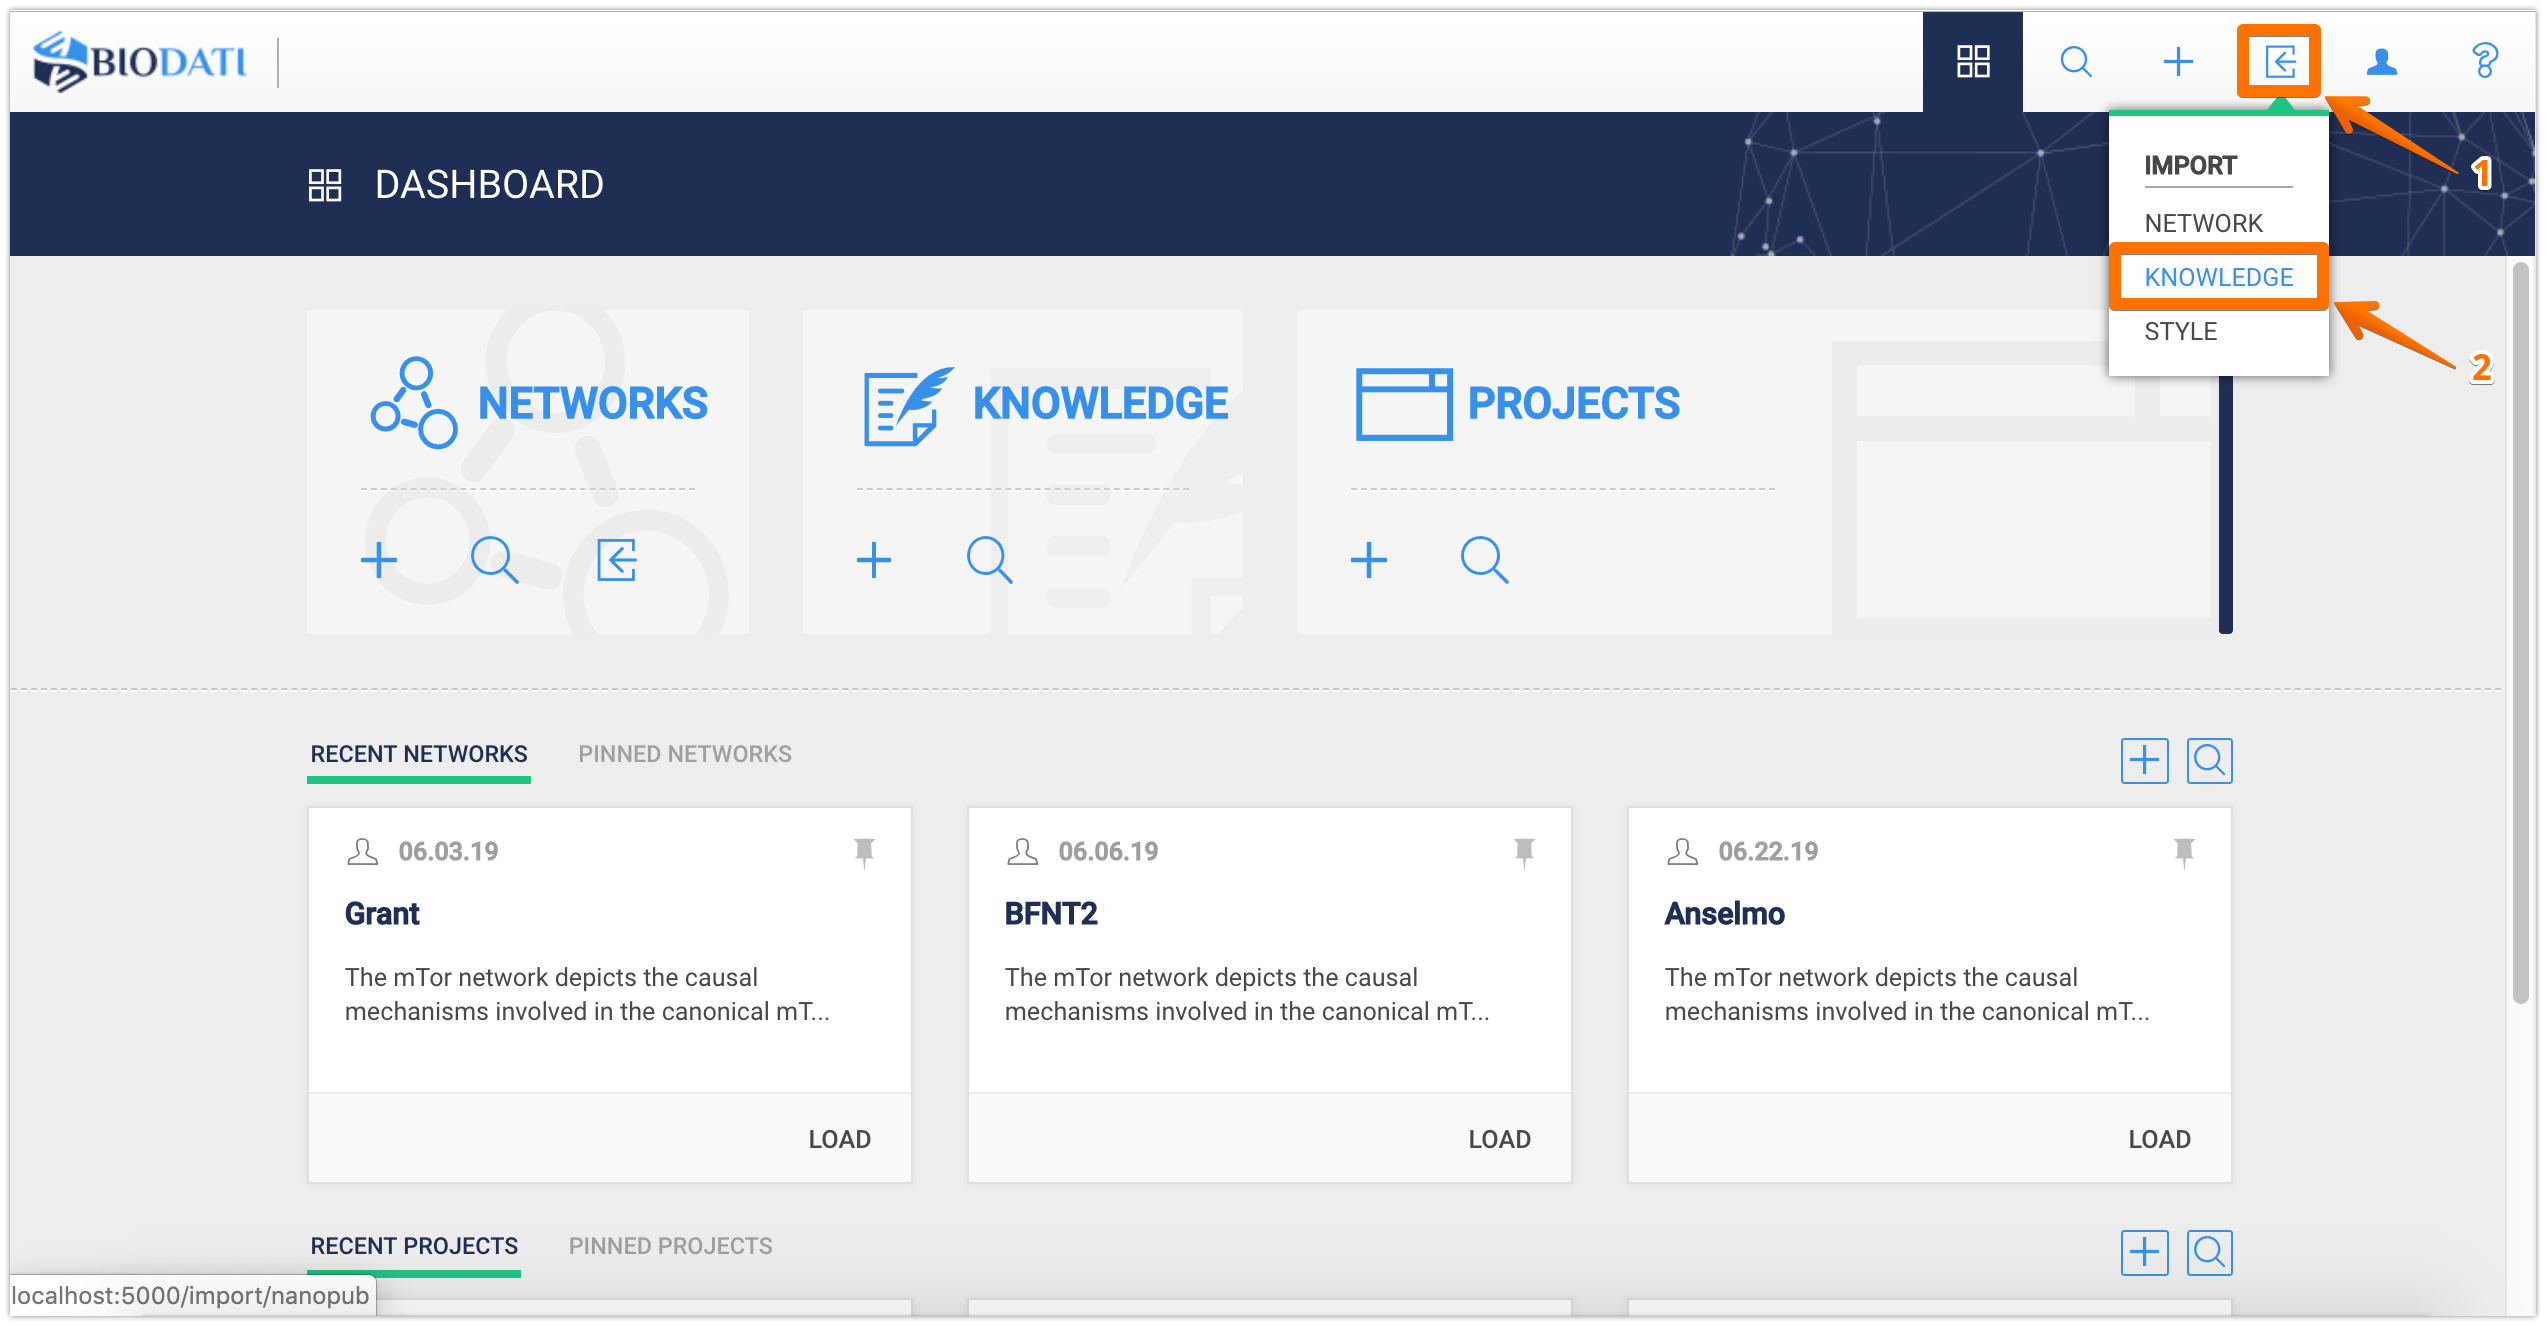 BIODATI
1
DASHBOARD
IMPORT
NETWORK
KNOWLEDGE
STYLE
2
NETWORKS
KNOWLEDGE
PROJECTS
RECENT NETWORKS
PINNED NETWORKS
06.03.19
Grant
The mTor network depicts the causal
mechanisms involved in the canonical mT...
LOAD
06.06.19
BFNT2
The mTor network depicts the causal
mechanisms involved in the canonical mT...
LOAD
06.22.19
Anselmo
The mTor network depicts the causal
mechanisms involved in the canonical mT...
LOAD
RECENT PROJECTS
PINNED PROJECTS
localhost:5000/import/nanopub